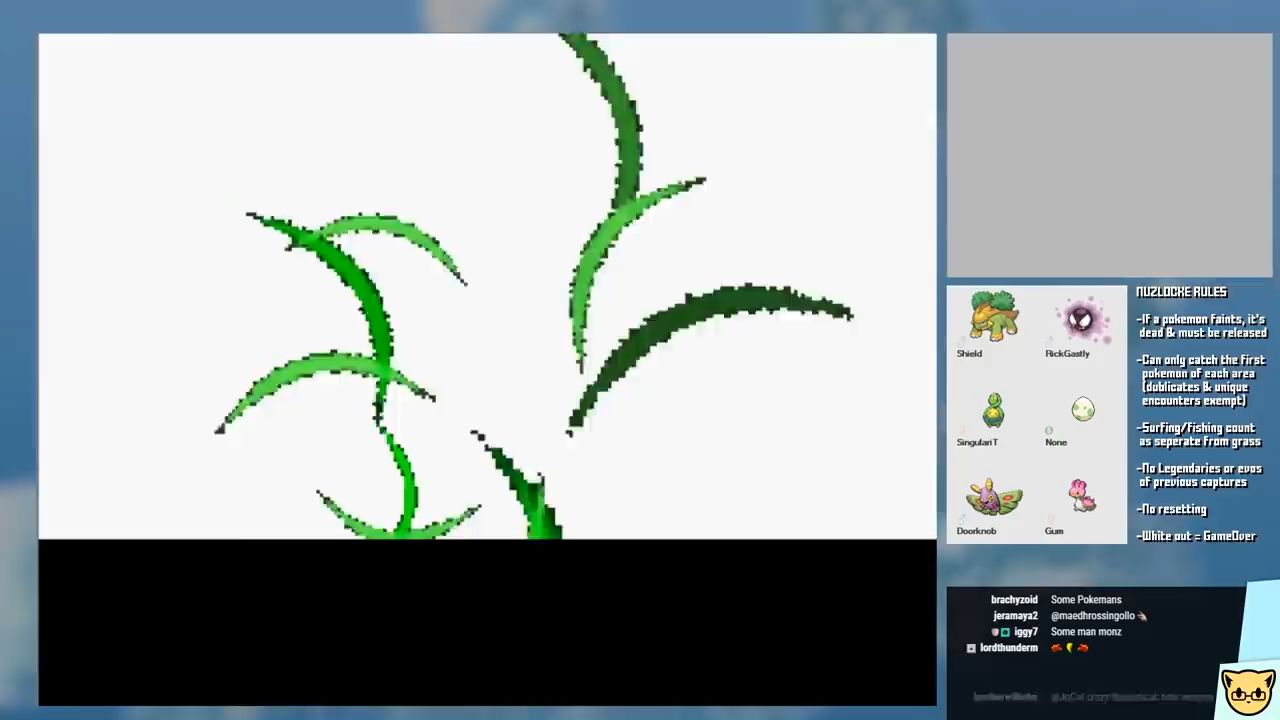 NUZLOCKE RULES
-If a pokemon faints, it's
dead & must be released
-Can only catch the first
pokemon of each area
(dublicates & unique
encounters exempt)
-Surfing/fishing count
as seperate from grass
-No Legendaries or evos
of previous captures
-No resetting
-White out = GameOver
Shield
RickGastly
SingulariT
None
Doorknob
Gum
brachyzoid Some Pokemans
jeramaya2 @maedhrossingollo
iggy7 Some man monz
lordthunderm